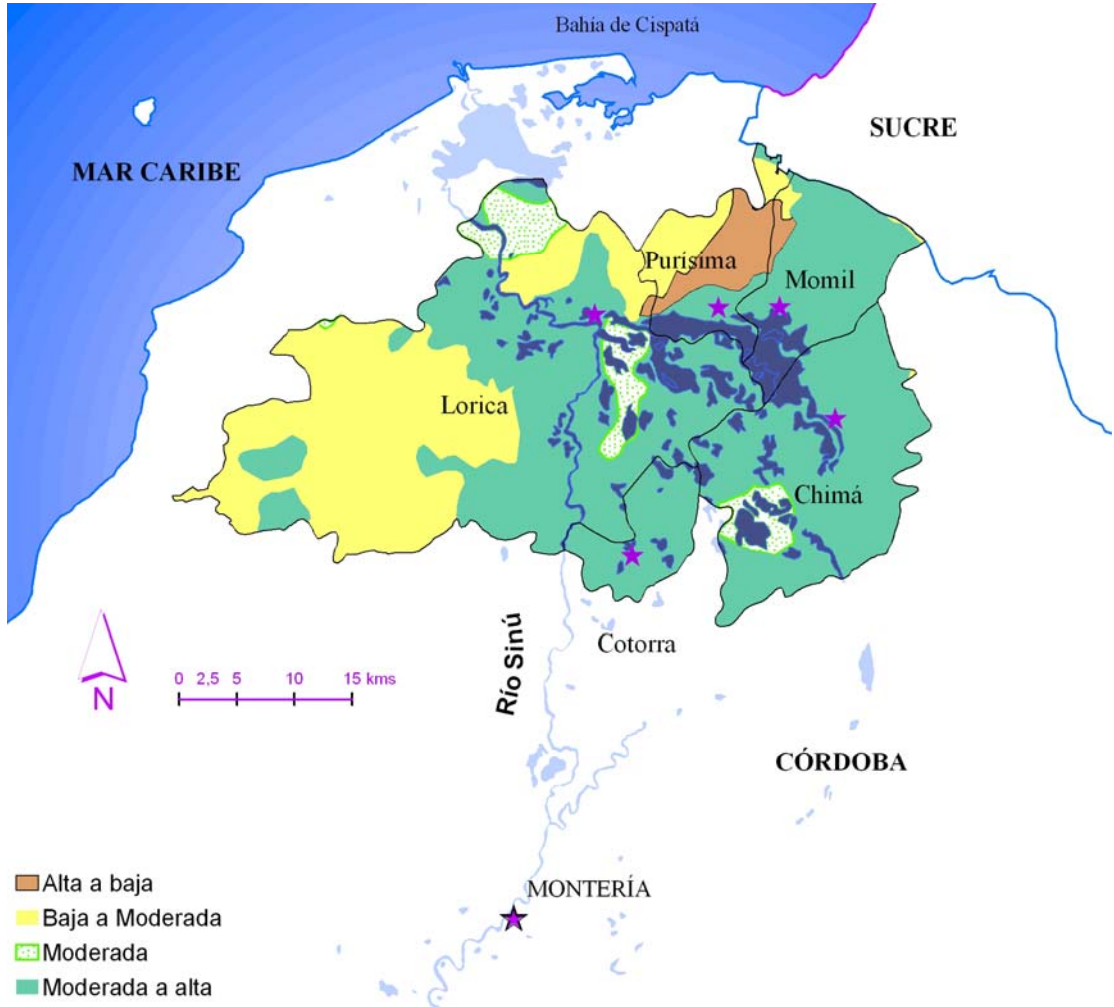 Bahía de Cispatá
SUCRE
MAR CARIBE
Purísima
Momil
Lorica
Chimá
Cotorra
Río Sinú
N
0 2,5 5 10 15 kms
CÓRDOBA
MONTERÍA
Alta a baja
Baja a Moderada
Moderada
Moderada a alta